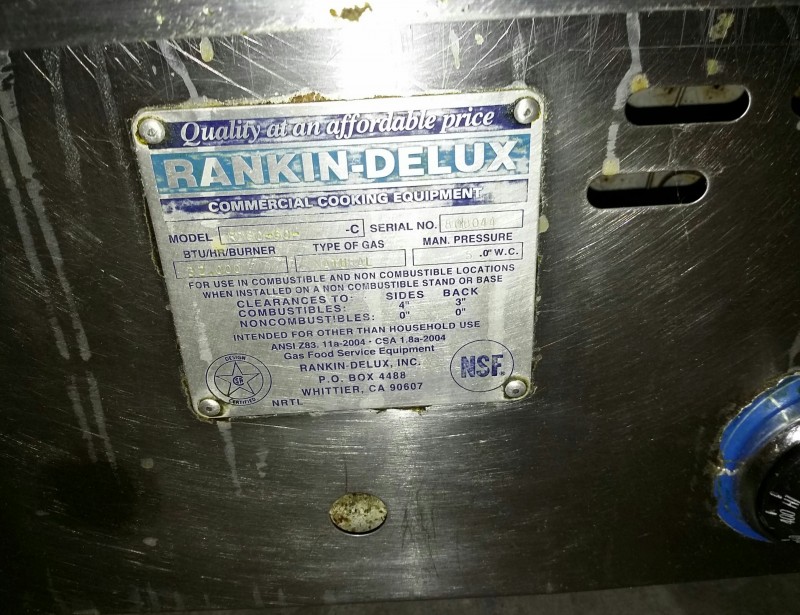 Quality at an affordable price
RANKIN-DELUX
COMMERCIAL COOKING EQUIPMENT
MODEL -C SERIAL NO.
BTU/HR/BURNER TYPE OF GAS MAN. PRESSURE
.0" W.C.
FOR USE IN COMBUSTIBLE AND NON COMBUSTIBLE LOCATIONS
WHEN INSTALLED ON A NON COMBUSTIBLE STAND OR BASE
CLEARANCES TO: SIDES BACK
COMBUSTIBLES: 4" 3"
NONCOMBUSTIBLES: 0" 0"
INTENDED FOR OTHER THAN HOUSEHOLD USE
ANSI Z83. 11a-2004 · CSA 1.8a-2004
Gas Food Service Equipment
RANKIN-DELUX, INC.
P.O. BOX 4488
WHITTIER, CA 90607
NRTL
DESIGN
CERTIFIED
NSF
400 HI